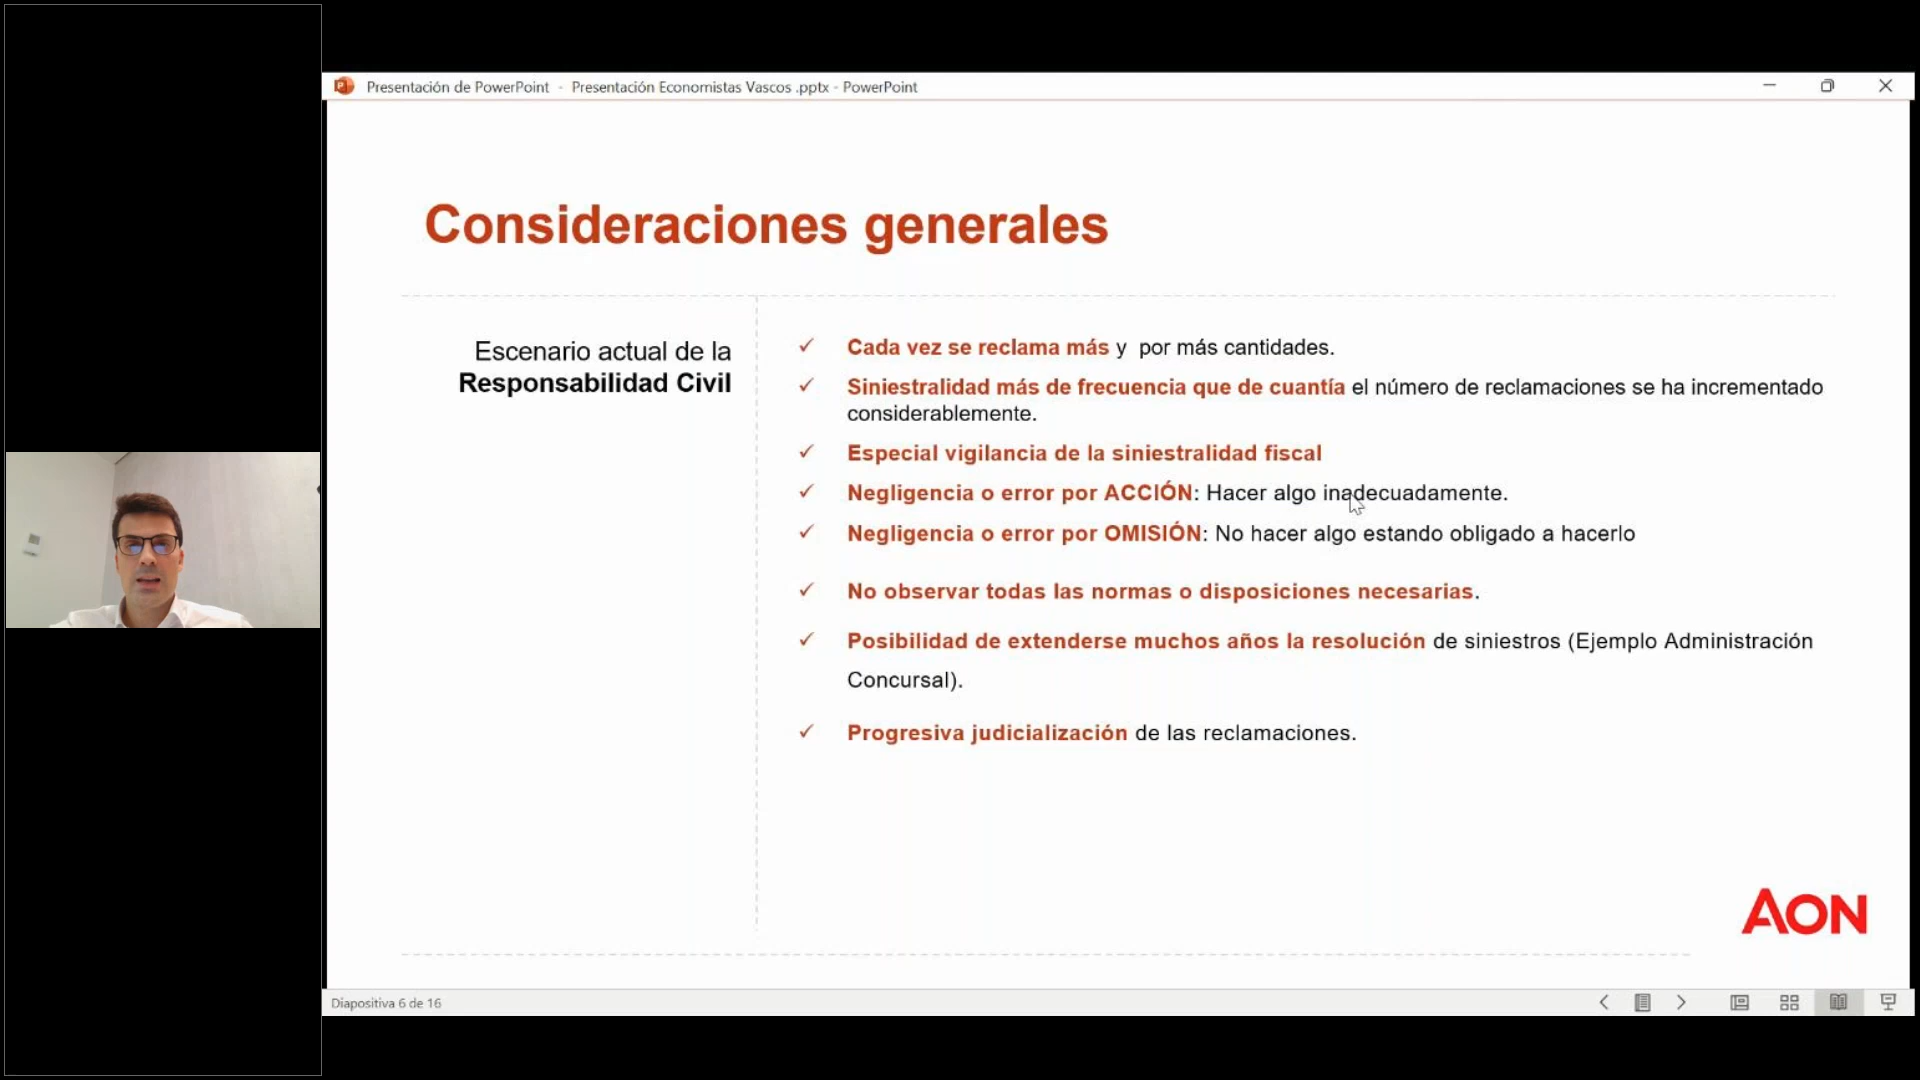 Presentación de PowerPoint - Presentación Economistas Vascos .pptx - PowerPoint
Consideraciones generales
Escenario actual de la
Responsabilidad Civil
✓ Cada vez se reclama más y por más cantidades.
✓ Siniestralidad más de frecuencia que de cuantía el número de reclamaciones se ha incrementado
considerablemente.
✓ Especial vigilancia de la siniestralidad fiscal
✓ Negligencia o error por ACCIÓN: Hacer algo inadecuadamente.
✓ Negligencia o error por OMISIÓN: No hacer algo estando obligado a hacerlo
✓ No observar todas las normas o disposiciones necesarias.
✓ Posibilidad de extenderse muchos años la resolución de siniestros (Ejemplo Administración
Concursal).
✓ Progresiva judicialización de las reclamaciones.
AON
Diapositiva 6 de 16